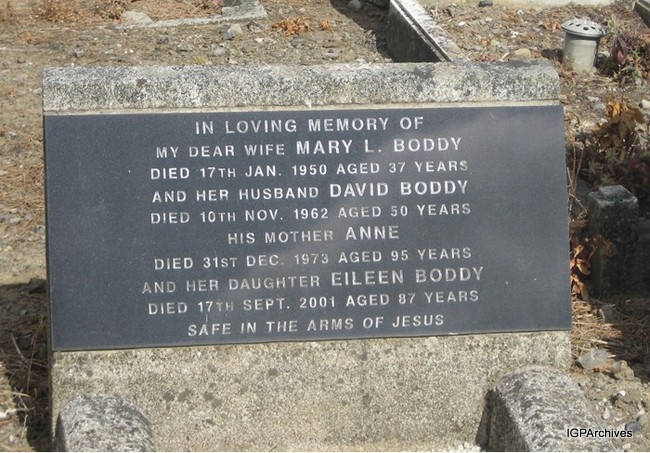 IN LOVING MEMORY OF
MY DEAR WIFE MARY L. BODDY
DIED 17TH JAN. 1950 AGED 37 YEARS
AND HER HUSBAND DAVID BODDY
DIED 10TH NOV. 1962 AGED 50 YEARS
HIS MOTHER ANNE
DIED 31ST DEC. 1973 AGED 95 YEARS
AND HER DAUGHTER EILEEN BODDY
DIED 17TH SEPT. 2001 AGED 87 YEARS
SAFE IN THE ARMS OF JESUS
IGPArchives